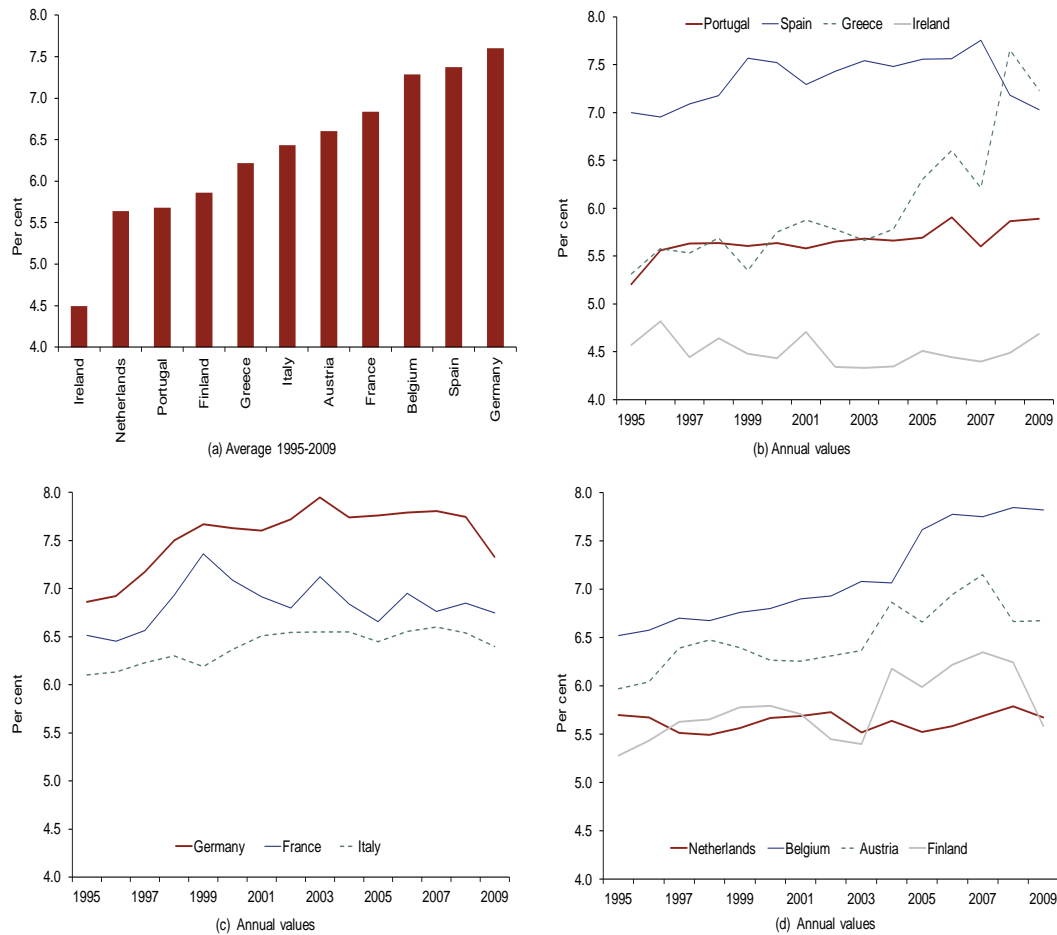 Per cent
8.0
7.5
7.0
6.5
6.0
5.5
5.0
4.5
4.0
Ireland
Netherlands
Portugal
Finland
Greece
Italy
Austria
France
Belgium
Spain
Germany
(a) Average 1995-2009
Portugal Spain Greece Ireland
Per cent
8.0
7.5
7.0
6.5
6.0
5.5
5.0
4.5
4.0
1995 1997 1999 2001 2003 2005 2007 2009
(b) Annual values
Per cent
8.0
7.5
7.0
6.5
6.0
5.5
5.0
4.5
4.0
Germany France Italy
1995 1997 1999 2001 2003 2005 2007 2009
(c) Annual values
Per cent
8.0
7.5
7.0
6.5
6.0
5.5
5.0
4.5
4.0
Netherlands Belgium Austria Finland
1995 1997 1999 2001 2003 2005 2007 2009
(d) Annual values